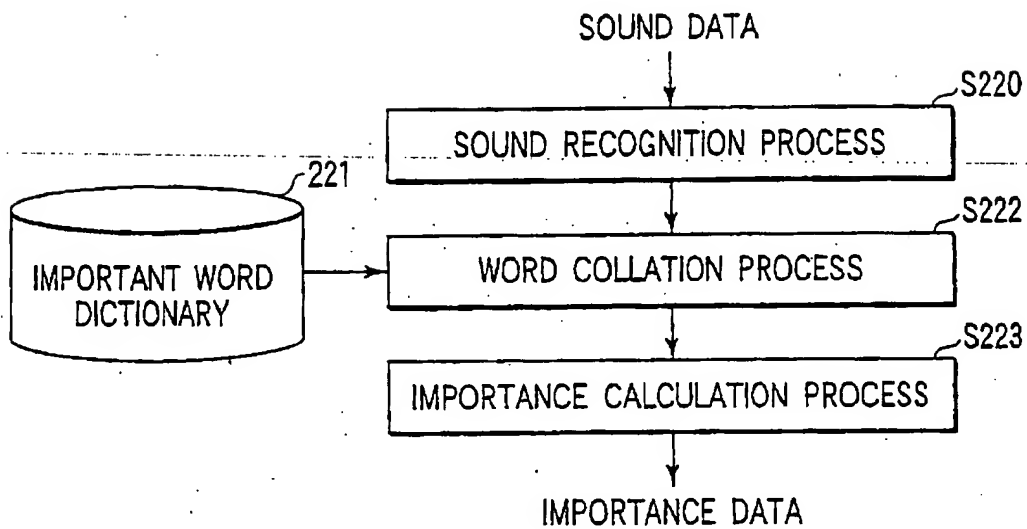 SOUND DATA
S220
SOUND RECOGNITION PROCESS
221
S222
IMPORTANT WORD
DICTIONARY
WORD COLLATION PROCESS
S223
IMPORTANCE CALCULATION PROCESS
IMPORTANCE DATA